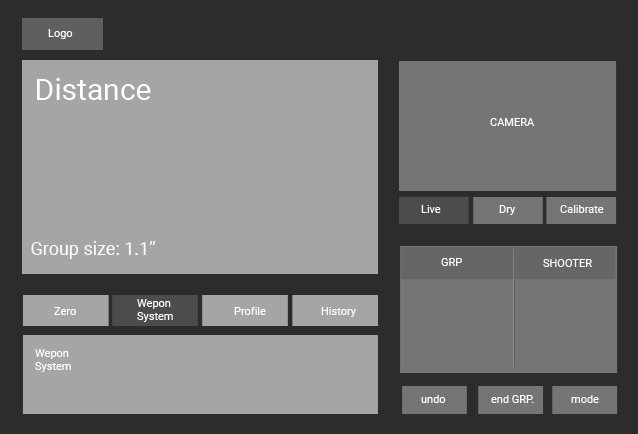 Logo
Distance
Group size: 1.1”
Zero
Wepon
System
Profile
History
Wepon
System
CAMERA
Live
Dry
Calibrate
GRP
SHOOTER
undo
end GRP.
mode